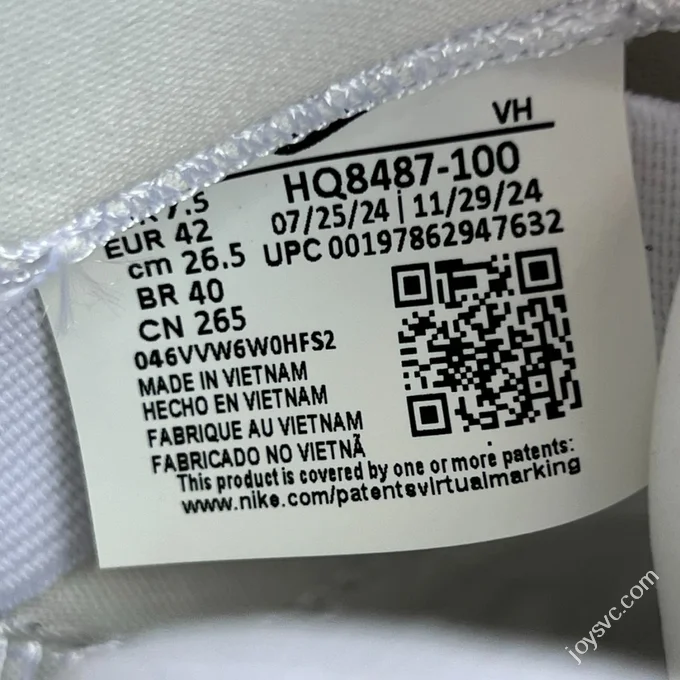 VH
HQ8487-100
07/25/24 | 11/29/24
UPC 00197862947632
7.5
EUR 42
cm 26.5
BR 40
CN 265
046VVW6W0HFS2
MADE IN VIETNAM
HECHO EN VIETNAM
FABRIQUE AU VIETNAM
FABRICADO NO VIETNÃ
This product is covered by one or more patents:
www.nike.com/patentsvirtualmarking
joysvc.com